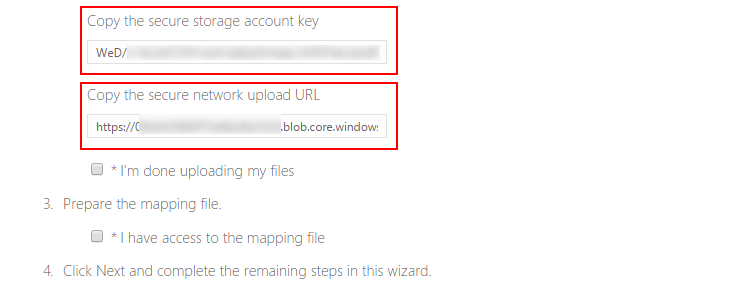 Copy the secure storage account key
WeD/
Copy the secure network upload URL
https://0 .blob.core.windows
* I'm done uploading my files
3. Prepare the mapping file.
* I have access to the mapping file
4. Click Next and complete the remaining steps in this wizard.